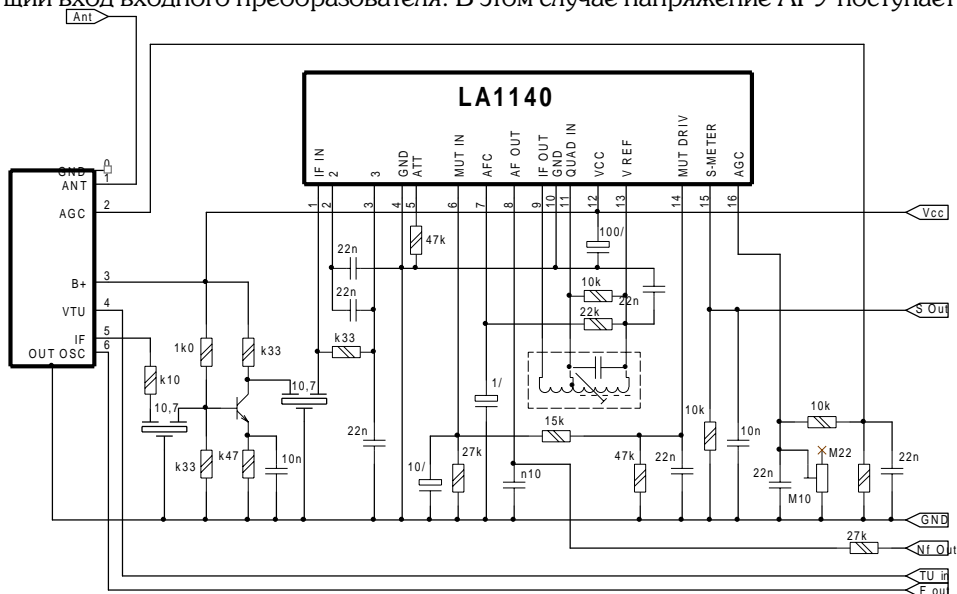 щий вход входного преобразователя. В этом случае напряжение АРУ поступает
Ant
LA1140
IF IN
2
3
GND
ATT
MUT IN
AFC
AF OUT
IF OUT
GND
QUAD IN
VCC
V REF
MUT DRIV
S-METER
AGC
1
2
3
4
5
6
7
8
9
10
11
12
13
14
15
16
GND
0
ANT
1
AGC
2
B+
3
VTU
4
IF
5
OUT OSC
6
Vcc
47k
100/
22n
22n
10k
22n
22k
S Out
k33
1k0
k33
k10
10,7
10,7
1/
10k
10k
15k
22n
10n
27k
10/
47k
22n
M22
22n
k33
k47
10n
n10
22n
M10
GND
27k
Nf Out
TU in
F out